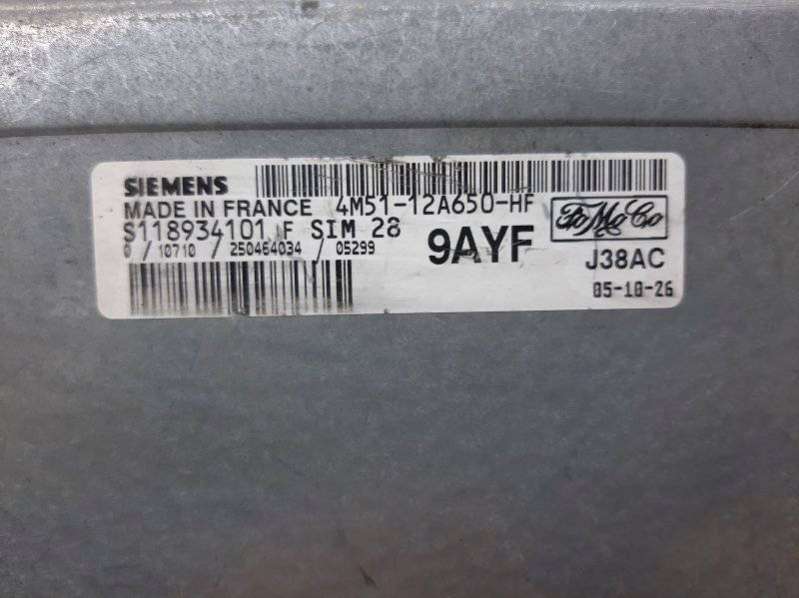 SIEMENS
MADE IN FRANCE 4M51-12A650-HF
S118934101 F SIM 28
0 / 10710 / 250464034 / 05299
9AYF
FoMoCo
J38AC
05-10-26